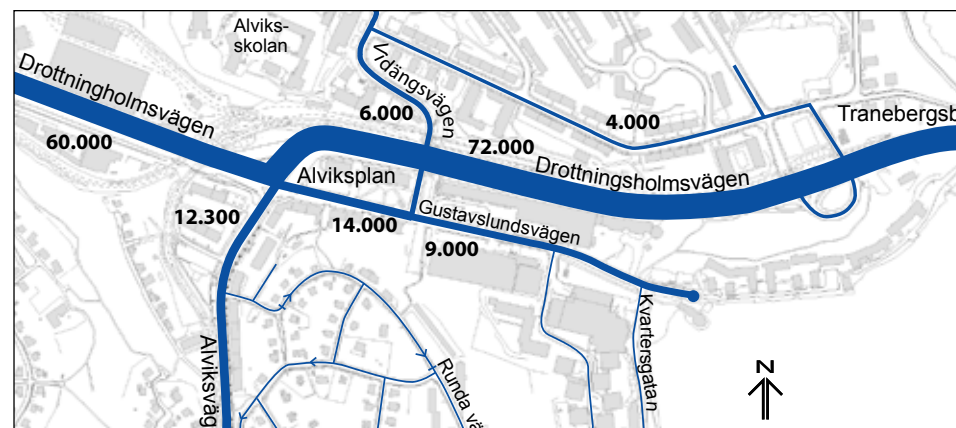 Alviks-
skolan
Vidängsvägen
Drottningholmsvägen
6.000
4.000
Tranebergsb
60.000
72.000
Drottningsholmsvägen
Alviksplan
12.300
14.000
Gustavslundsvägen
9.000
Kvartersgatan
Alviksväg
Runda vä
N